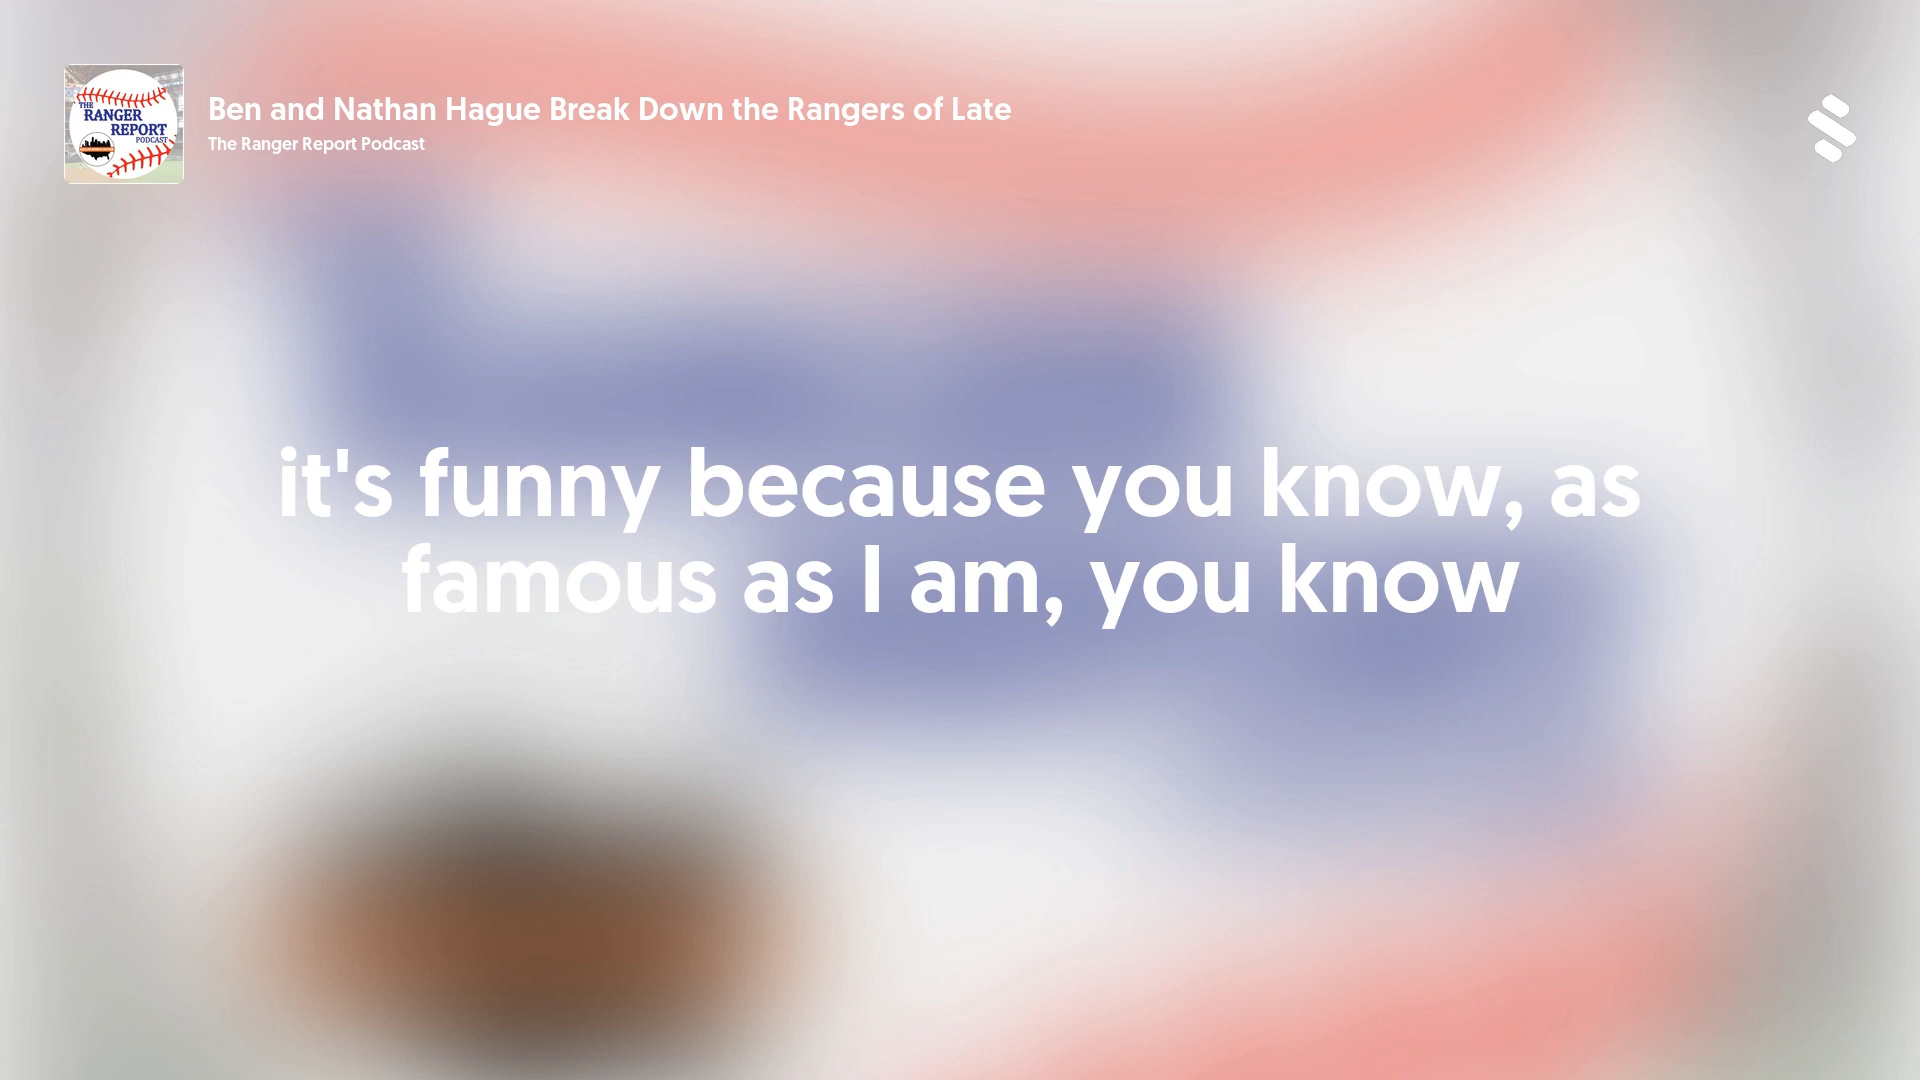 THE
RANGER
REPORT
PODCAST
Ben and Nathan Hague Break Down the Rangers of Late
The Ranger Report Podcast
it's funny because you know, as
famous as I am, you know